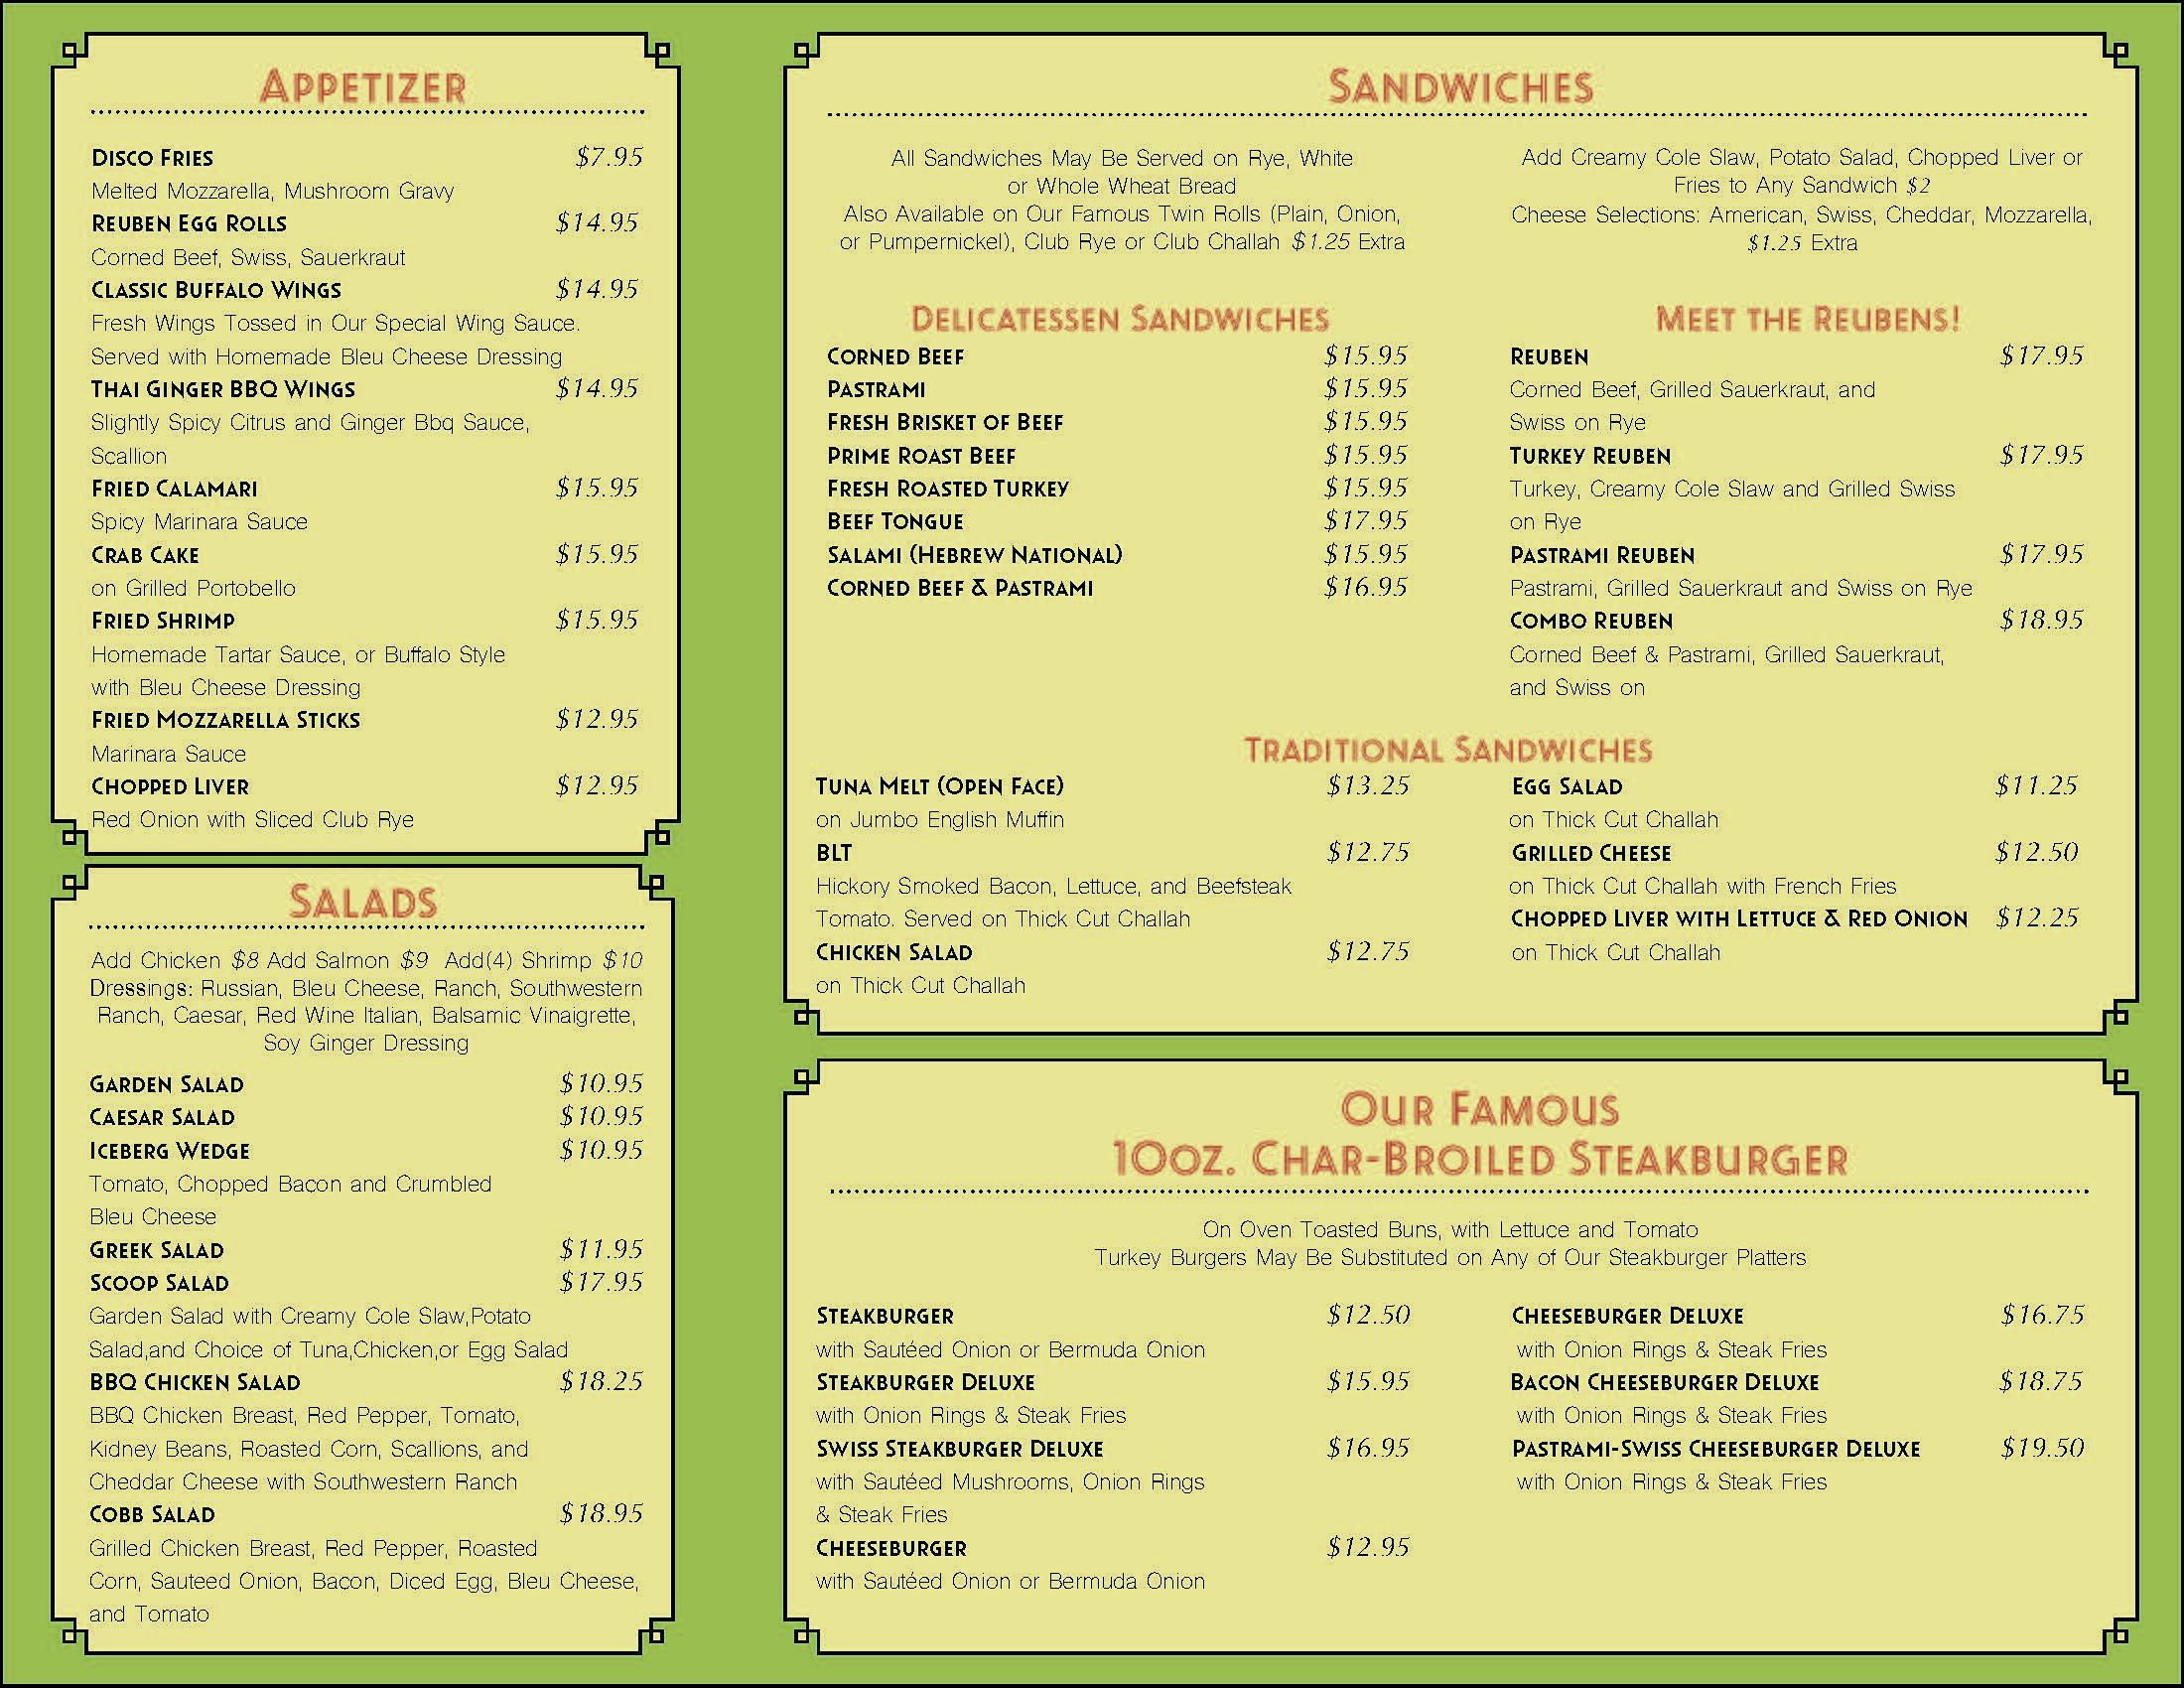 APPETIZER
DISCO FRIES $7.95
Melted Mozzarella, Mushroom Gravy
REUBEN EGG ROLLS $14.95
Corned Beef, Swiss, Sauerkraut
CLASSIC BUFFALO WINGS $14.95
Fresh Wings Tossed in Our Special Wing Sauce.
Served with Homemade Bleu Cheese Dressing
THAI GINGER BBQ WINGS $14.95
Slightly Spicy Citrus and Ginger Bbq Sauce,
Scallion
FRIED CALAMARI $15.95
Spicy Marinara Sauce
CRAB CAKE $15.95
on Grilled Portobello
FRIED SHRIMP $15.95
Homemade Tartar Sauce, or Buffalo Style
with Bleu Cheese Dressing
FRIED MOZZARELLA STICKS $12.95
Marinara Sauce
CHOPPED LIVER $12.95
Red Onion with Sliced Club Rye
SALADS
Add Chicken $8 Add Salmon $9 Add(4) Shrimp $10
Dressings: Russian, Bleu Cheese, Ranch, Southwestern
Ranch, Caesar, Red Wine Italian, Balsamic Vinaigrette,
Soy Ginger Dressing
GARDEN SALAD $10.95
CAESAR SALAD $10.95
ICEBERG WEDGE $10.95
Tomato, Chopped Bacon and Crumbled
Bleu Cheese
GREEK SALAD $11.95
SCOOP SALAD $17.95
Garden Salad with Creamy Cole Slaw,Potato
Salad,and Choice of Tuna,Chicken,or Egg Salad
BBQ CHICKEN SALAD $18.25
BBQ Chicken Breast, Red Pepper, Tomato,
Kidney Beans, Roasted Corn, Scallions, and
Cheddar Cheese with Southwestern Ranch
COBB SALAD $18.95
Grilled Chicken Breast, Red Pepper, Roasted
Corn, Sauteed Onion, Bacon, Diced Egg, Bleu Cheese,
and Tomato
SANDWICHES
All Sandwiches May Be Served on Rye, White
or Whole Wheat Bread
Also Available on Our Famous Twin Rolls (Plain, Onion,
or Pumpernickel), Club Rye or Club Challah $1.25 Extra
Add Creamy Cole Slaw, Potato Salad, Chopped Liver or
Fries to Any Sandwich $2
Cheese Selections: American, Swiss, Cheddar, Mozzarella,
$1.25 Extra
DELICATESSEN SANDWICHES
CORNED BEEF $15.95
PASTRAMI $15.95
FRESH BRISKET OF BEEF $15.95
PRIME ROAST BEEF $15.95
FRESH ROASTED TURKEY $15.95
BEEF TONGUE $17.95
SALAMI (HEBREW NATIONAL) $15.95
CORNED BEEF & PASTRAMI $16.95
MEET THE REUBENS!
REUBEN $17.95
Corned Beef, Grilled Sauerkraut, and
Swiss on Rye
TURKEY REUBEN $17.95
Turkey, Creamy Cole Slaw and Grilled Swiss
on Rye
PASTRAMI REUBEN $17.95
Pastrami, Grilled Sauerkraut and Swiss on Rye
COMBO REUBEN $18.95
Corned Beef & Pastrami, Grilled Sauerkraut,
and Swiss on
TRADITIONAL SANDWICHES
TUNA MELT (OPEN FACE) $13.25
on Jumbo English Muffin
BLT $12.75
Hickory Smoked Bacon, Lettuce, and Beefsteak
Tomato. Served on Thick Cut Challah
CHICKEN SALAD $12.75
on Thick Cut Challah
EGG SALAD $11.25
on Thick Cut Challah
GRILLED CHEESE $12.50
on Thick Cut Challah with French Fries
CHOPPED LIVER WITH LETTUCE & RED ONION $12.25
on Thick Cut Challah
OUR FAMOUS
10OZ. CHAR-BROILED STEAKBURGER
On Oven Toasted Buns, with Lettuce and Tomato
Turkey Burgers May Be Substituted on Any of Our Steakburger Platters
STEAKBURGER $12.50
with Sautéed Onion or Bermuda Onion
STEAKBURGER DELUXE $15.95
with Onion Rings & Steak Fries
SWISS STEAKBURGER DELUXE $16.95
with Sautéed Mushrooms, Onion Rings
& Steak Fries
CHEESEBURGER $12.95
with Sautéed Onion or Bermuda Onion
CHEESEBURGER DELUXE $16.75
with Onion Rings & Steak Fries
BACON CHEESEBURGER DELUXE $18.75
with Onion Rings & Steak Fries
PASTRAMI-SWISS CHEESEBURGER DELUXE $19.50
with Onion Rings & Steak Fries